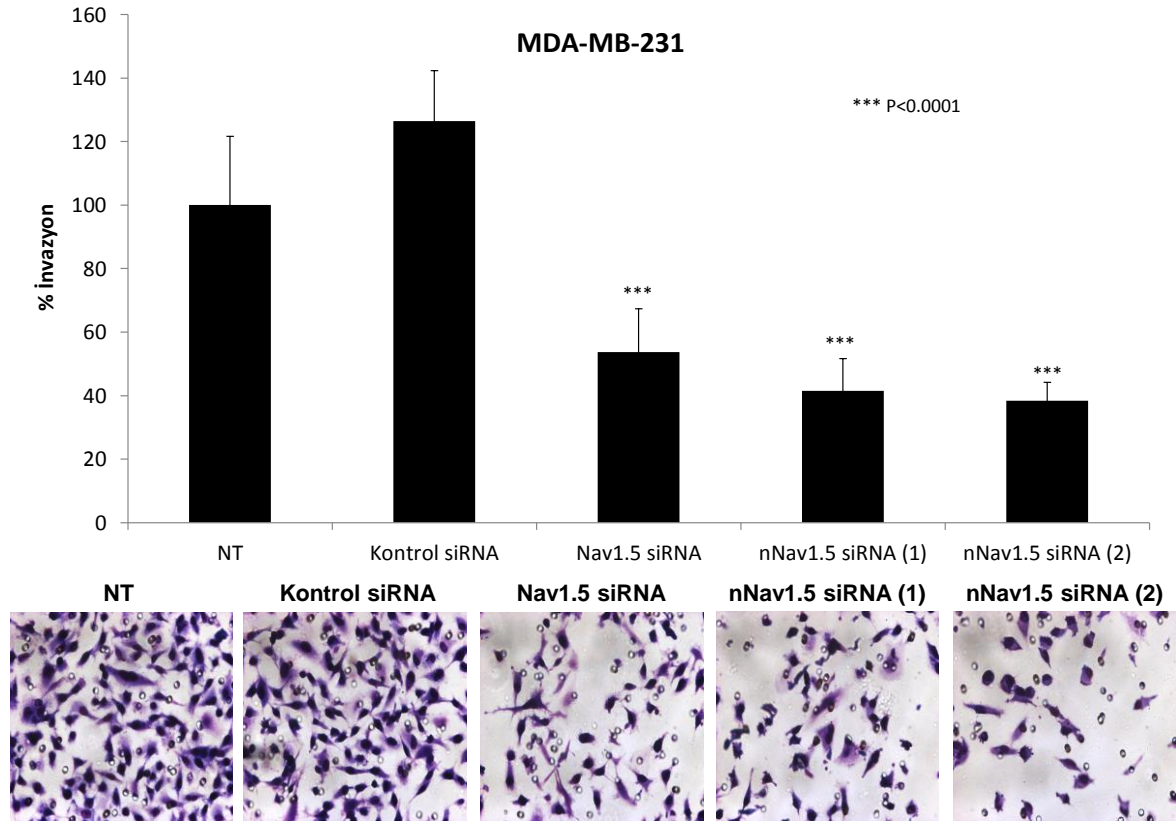 MDA-MB-231
*** P<0.0001
% invazyon
160
140
120
100
80
60
40
20
0
***
***
***
NT Kontrol siRNA Nav1.5 siRNA nNav1.5 siRNA (1) nNav1.5 siRNA (2)
NT Kontrol siRNA Nav1.5 siRNA nNav1.5 siRNA (1) nNav1.5 siRNA (2)